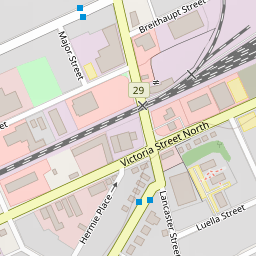 Breithaupt Street
Major Street
29
Victoria Street North
Hermie Place
Lancaster Street
Luella Street